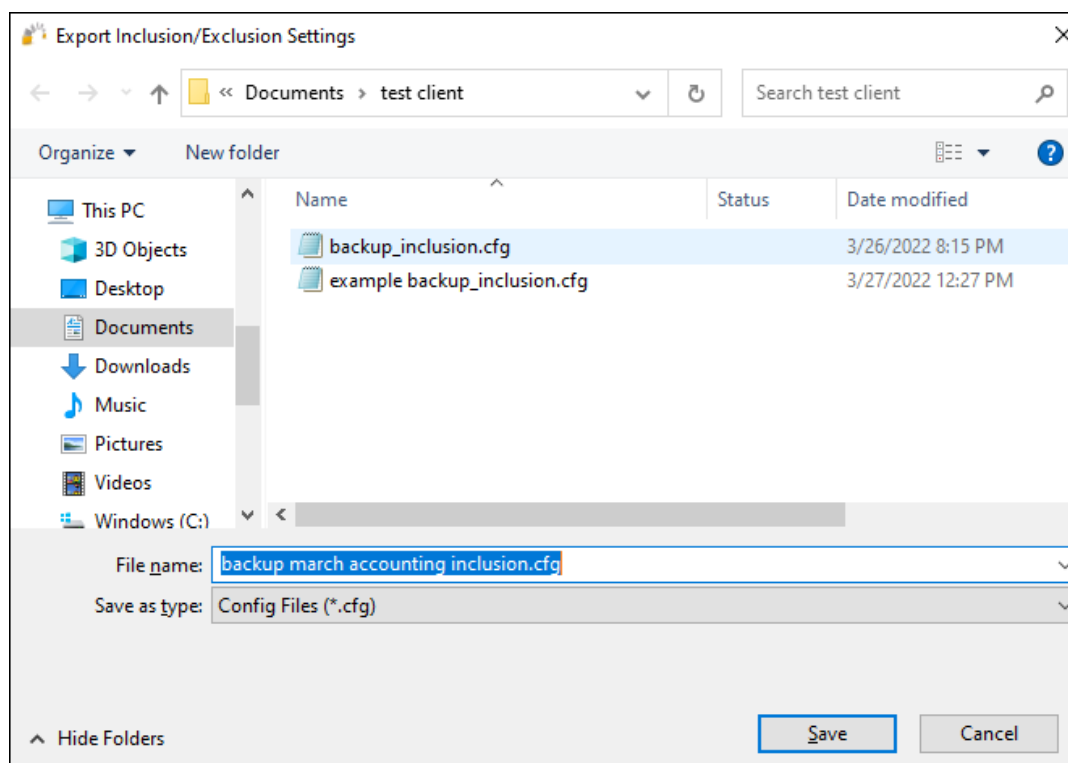 Export Inclusion/Exclusion Settings
« Documents › test client
Search test client
Organize
New folder
Name
Status
Date modified
This PC
3D Objects
Desktop
Documents
Downloads
Music
Pictures
Videos
Windows (C:)
backup_inclusion.cfg 3/26/2022 8:15 PM
example backup_inclusion.cfg 3/27/2022 12:27 PM
File name: backup march accounting inclusion.cfg
Save as type: Config Files (*.cfg)
Hide Folders
Save
Cancel